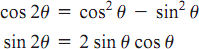 cos 2θ = cos² θ − sin² θ
sin 2θ = 2 sin θ cos θ